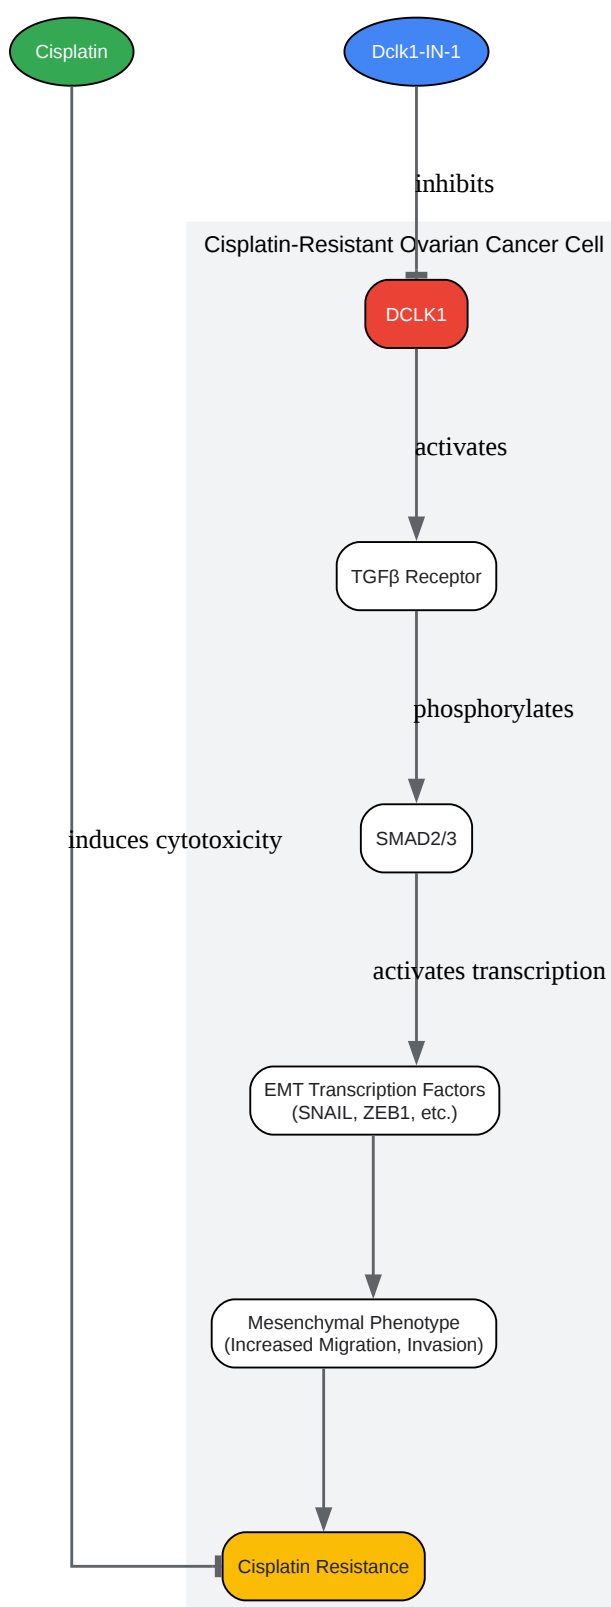 Cisplatin
Dclk1-IN-1
inhibits
Cisplatin-Resistant Ovarian Cancer Cell
DCLK1
activates
TGFβ Receptor
phosphorylates
SMAD2/3
induces cytotoxicity
activates transcription
EMT Transcription Factors
(SNAIL, ZEB1, etc.)
Mesenchymal Phenotype
(Increased Migration, Invasion)
Cisplatin Resistance